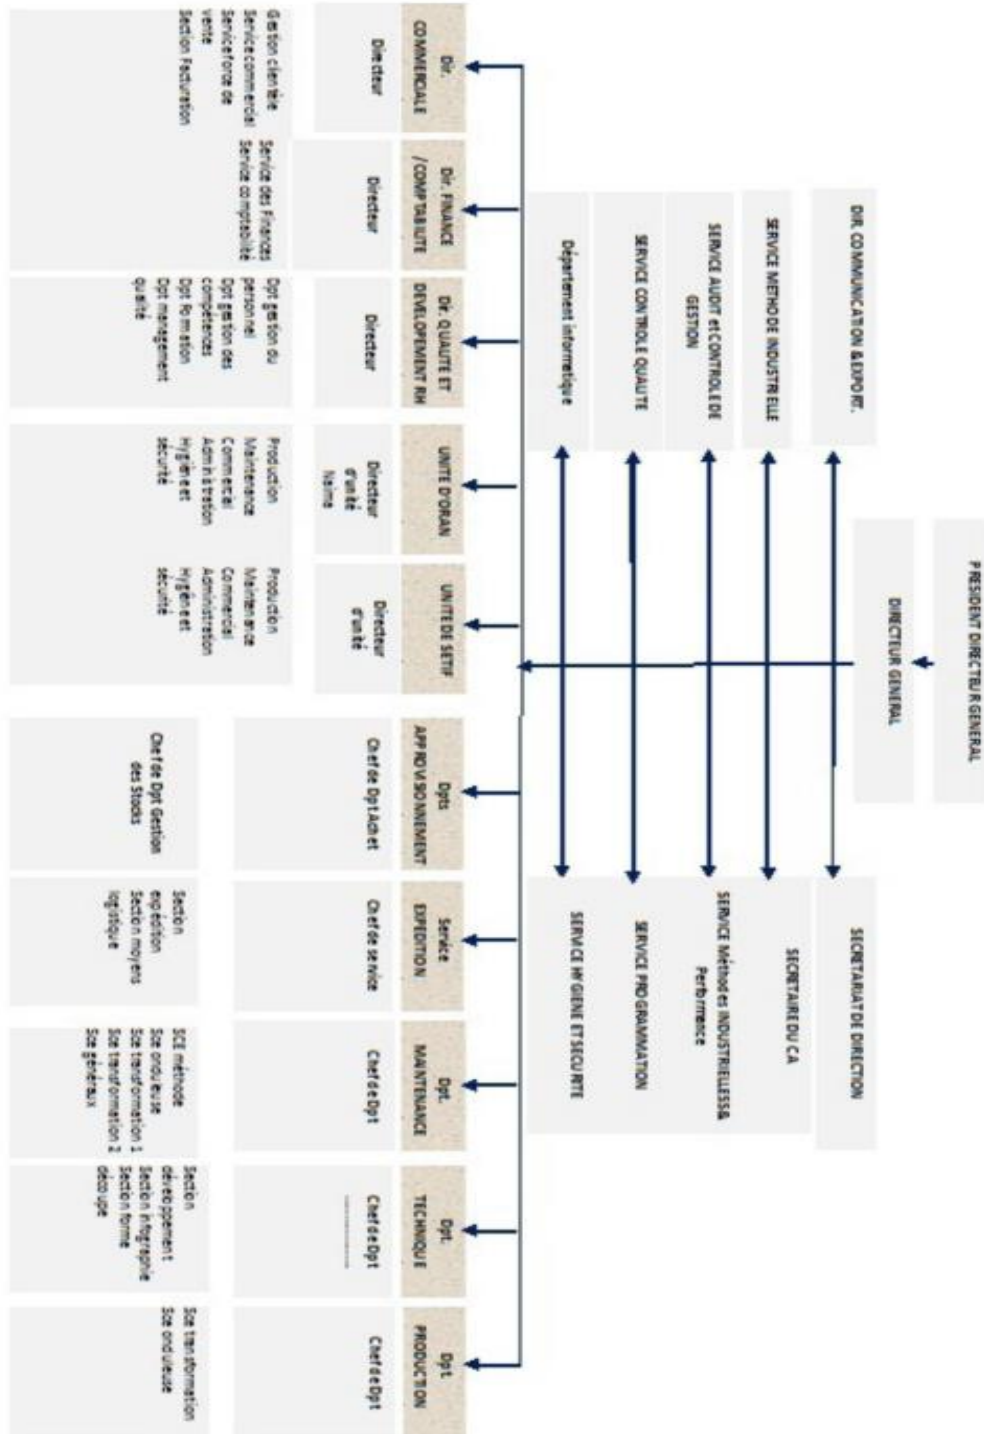 PRESIDENT DIRECTEUR GENERAL
DIRECTEUR GENERAL
DIR. COMMUNICATION &EXPORT.
SECRETARIAT DE DIRECTION
SERVICE METHODE INDUSTRIELLE
SECRETAIRE DU CA
SERVICE AUDIT et CONTROLE DE
GESTION
SERVICE Méthodes INDUSTRIELLESS&
Performance
SERVICE CONTROLE QUALITE
SERVICE PROGRAMMATION
Département informatique
SERVICE HYGIENE ET SECURITE
Dir.
COMMERCIALE
Directeur
Gestion clientèle
Service commercial
Service force de
vente
Section Facturation
Dir. FINANCE
/COMPTABILITE
Directeur
Service des Finances
Service comptabilité
Dir. QUALITE ET
DEVELOPEMENT RH
Directeur
Dpt gestion du
personnel
Dpt gestion des
compétences
Dpt Formation
Dpt management
qualité
UNITE D'ORAN
Directeur
d'unité
Naima
Production
Maintenance
Commercial
Administration
Hygiène et
sécurité
UNITE DE SETIF
Directeur
d'unité
Production
Maintenance
Commercial
Administration
Hygiène et
sécurité
Dpts
APPROVISIONNEMENT
Chef de Dpt Achet
Chef de Dpt Gestion
des Stocks
Service
EXPEDITION
Chef de service
Section
expédition
Section moyens
logistique
Dpt.
MAINTENANCE
Chef de Dpt
SCE méthode
Sce onduleuse
Sce transformation 1
Sce transformation 2
Sce généraux
Dpt.
TECHNIQUE
Chef de Dpt
Section
développement
Section infographie
Section forme
découpe
Dpt.
PRODUCTION
Chef de Dpt
Sce transformation
Sce onduleuse